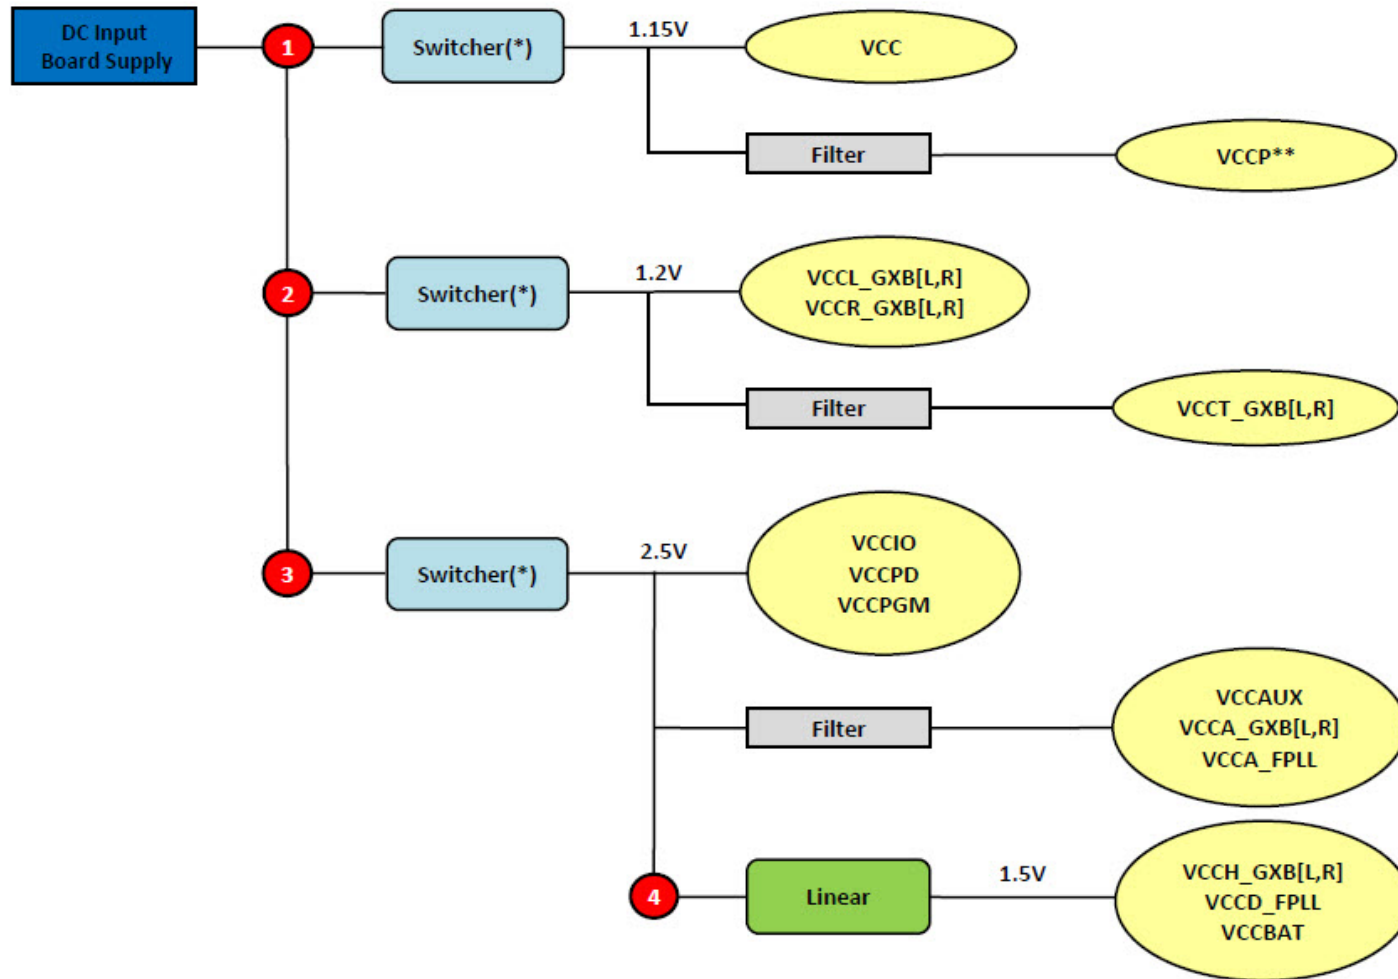 DC Input
Board Supply
1
Switcher(*)
1.15V
VCC
Filter
VCCP**
2
Switcher(*)
1.2V
VCCL_GXB[L,R]
VCCR_GXB[L,R]
Filter
VCCT_GXB[L,R]
3
Switcher(*)
2.5V
VCCIO
VCCPD
VCCPGM
Filter
VCCAUX
VCCA_GXB[L,R]
VCCA_FPLL
4
Linear
1.5V
VCCH_GXB[L,R]
VCCD_FPLL
VCCBAT